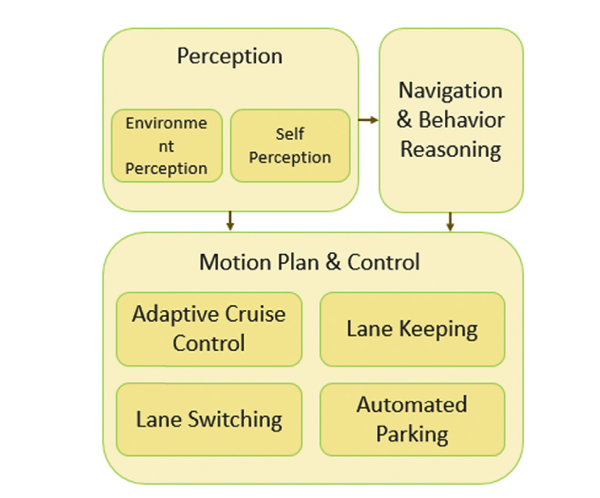 Perception
Environme
nt
Perception
Self
Perception
Navigation
& Behavior
Reasoning
Motion Plan & Control
Adaptive Cruise
Control
Lane Keeping
Lane Switching
Automated
Parking